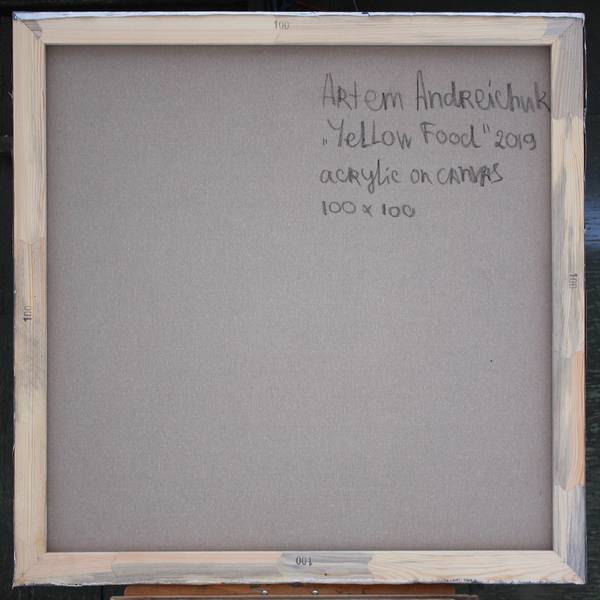 100
Artem Andreichuk
„Yellow Food" 2019
acrylic on canvas
100 x 100
100
100
100